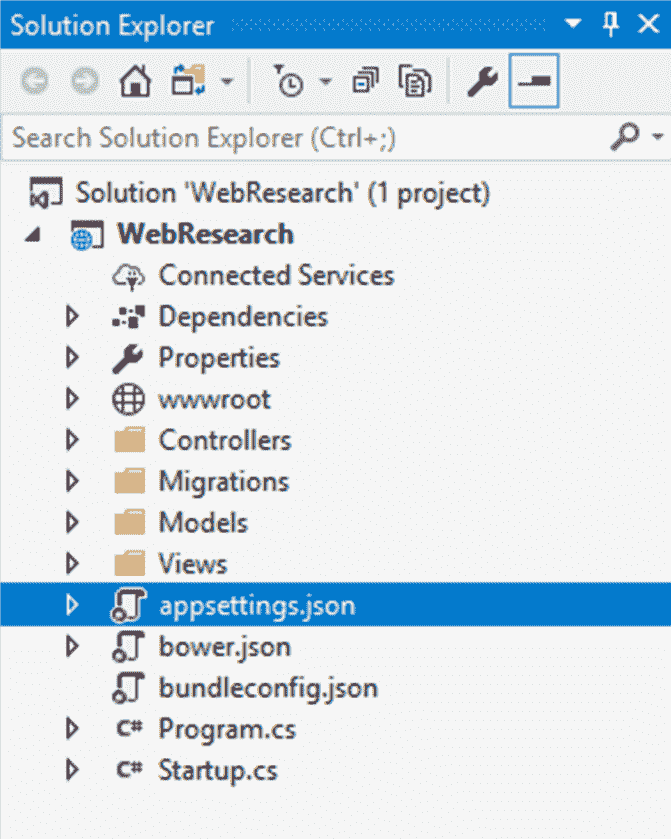 Solution Explorer
Search Solution Explorer (Ctrl+;)
Solution 'WebResearch' (1 project)
WebResearch
Connected Services
Dependencies
Properties
wwwroot
Controllers
Migrations
Models
Views
appsettings.json
bower.json
bundleconfig.json
C# Program.cs
C# Startup.cs